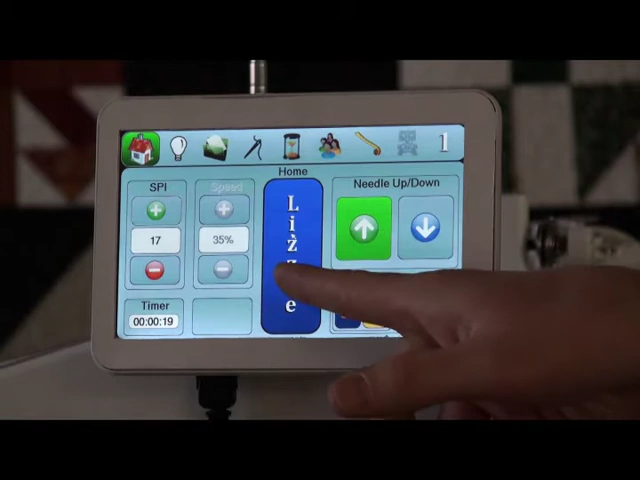 1
Home
SPI
Speed
Needle Up/Down
17
35%
Timer
00:00:19